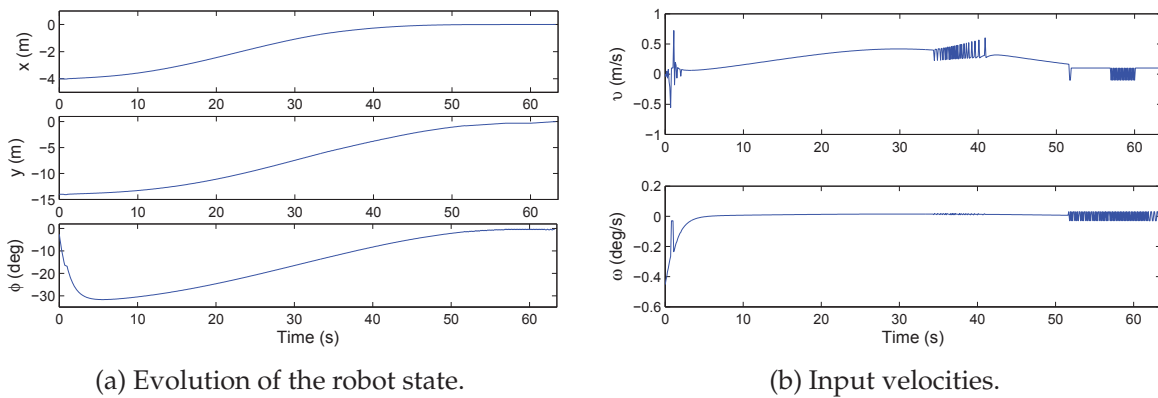 x (m)
0
−2
−4
0 10 20 30 40 50 60
y (m)
0
−5
−10
−15
0 10 20 30 40 50 60
ϕ (deg)
0
−10
−20
−30
0 10 20 30 40 50 60
Time (s)
(a) Evolution of the robot state.
υ (m/s)
1
0.5
0
−0.5
−1
0 10 20 30 40 50 60
ω (deg/s)
0.2
0
−0.2
−0.4
−0.6
0 10 20 30 40 50 60
Time (s)
(b) Input velocities.